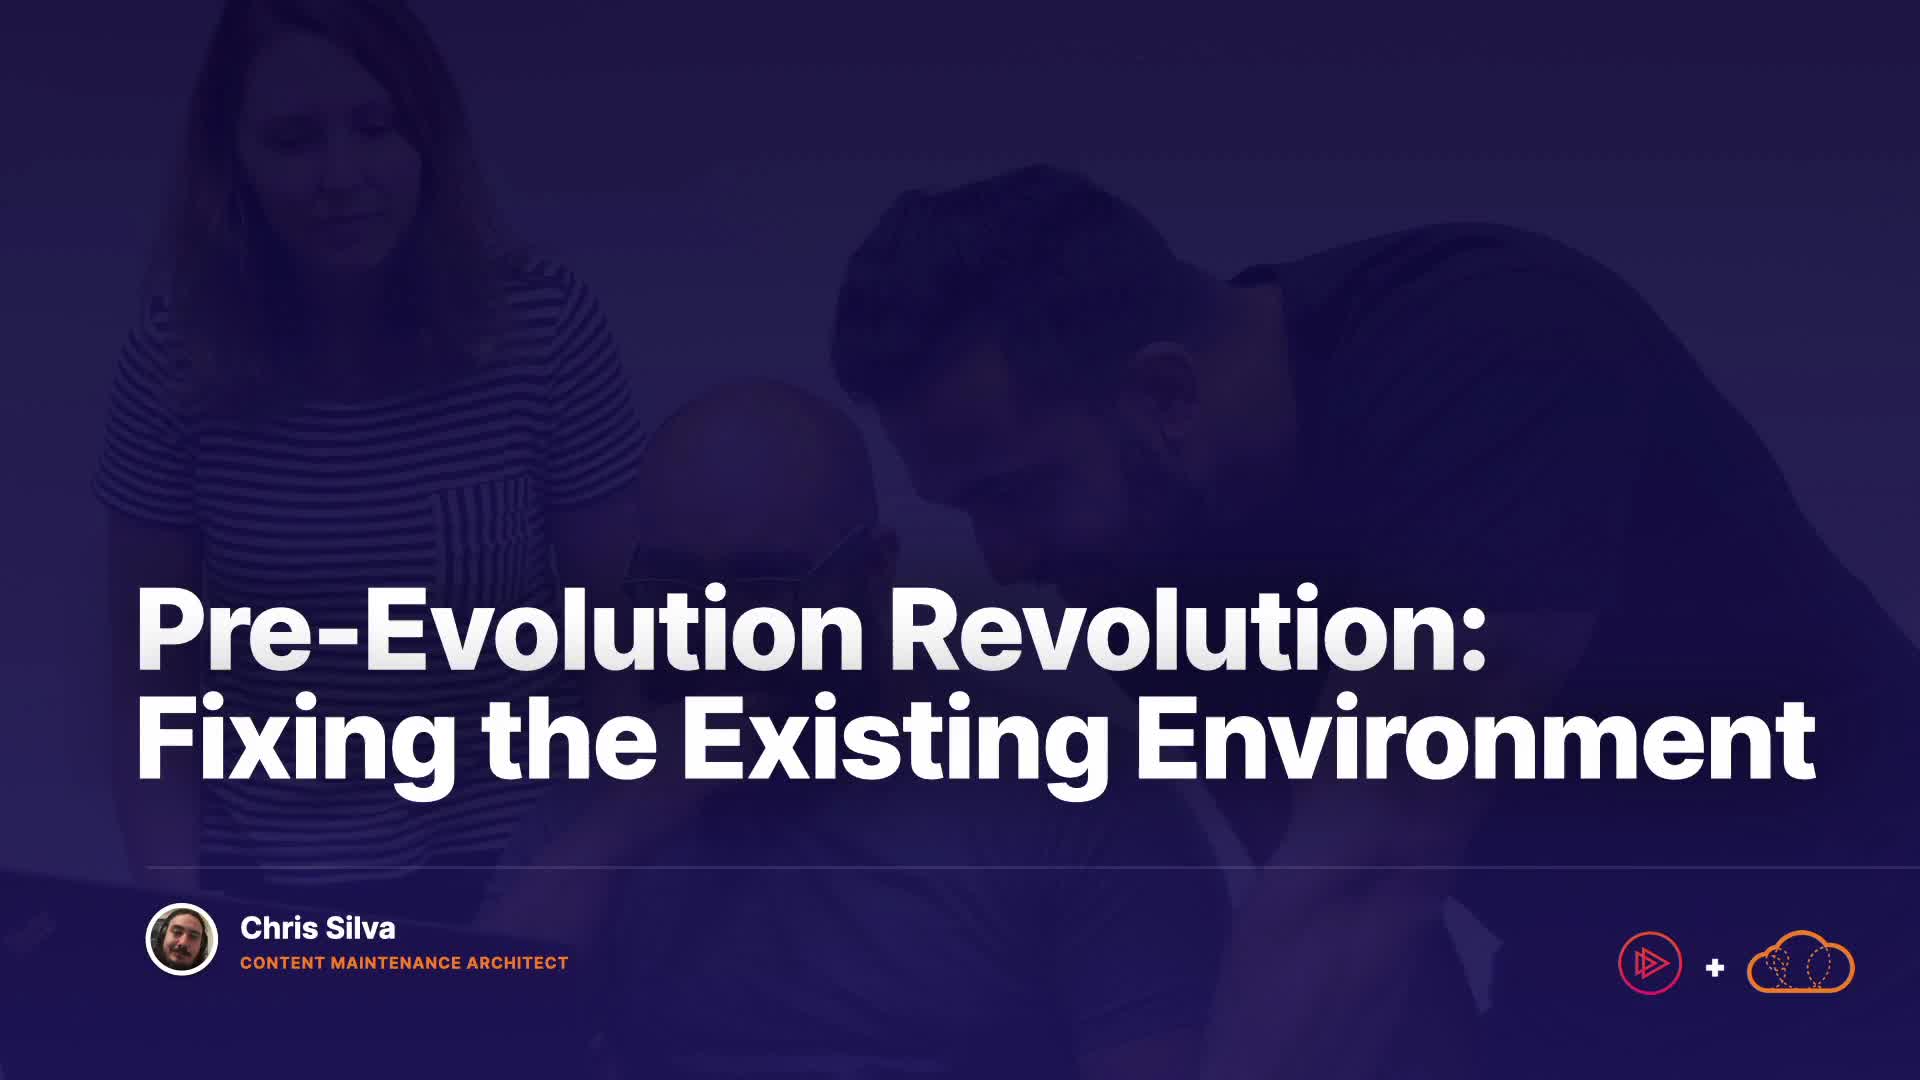 Pre-Evolution Revolution:
Fixing the Existing Environment
Chris Silva
CONTENT MAINTENANCE ARCHITECT
+